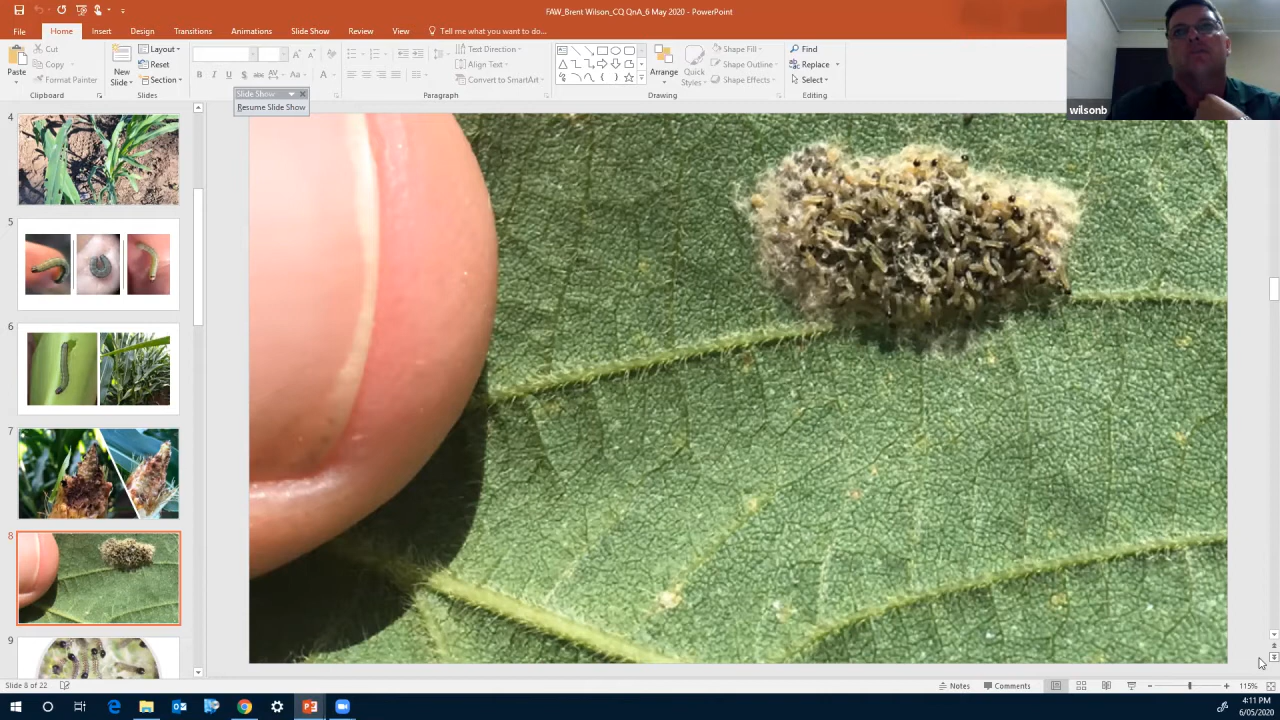 FAW_Brent Wilson_CQ QnA_6 May 2020 - PowerPoint
File Home Insert Design Transitions Animations Slide Show Review View Tell me what you want to do...
Paste
Cut
Copy
Format Painter
Clipboard
New Slide
Layout
Reset
Section
Slides
B I U S abc AV Aa A
Text Direction
Align Text
Convert to SmartArt
Paragraph
Arrange
Quick Styles
Shape Fill
Shape Outline
Shape Effects
Drawing
Find
Replace
Select
Editing
Slide Show
Resume Slide Show
wilsonb
4
5
6
7
8
9
Slide 8 of 22
Notes
Comments
115%
4:11 PM
6/05/2020